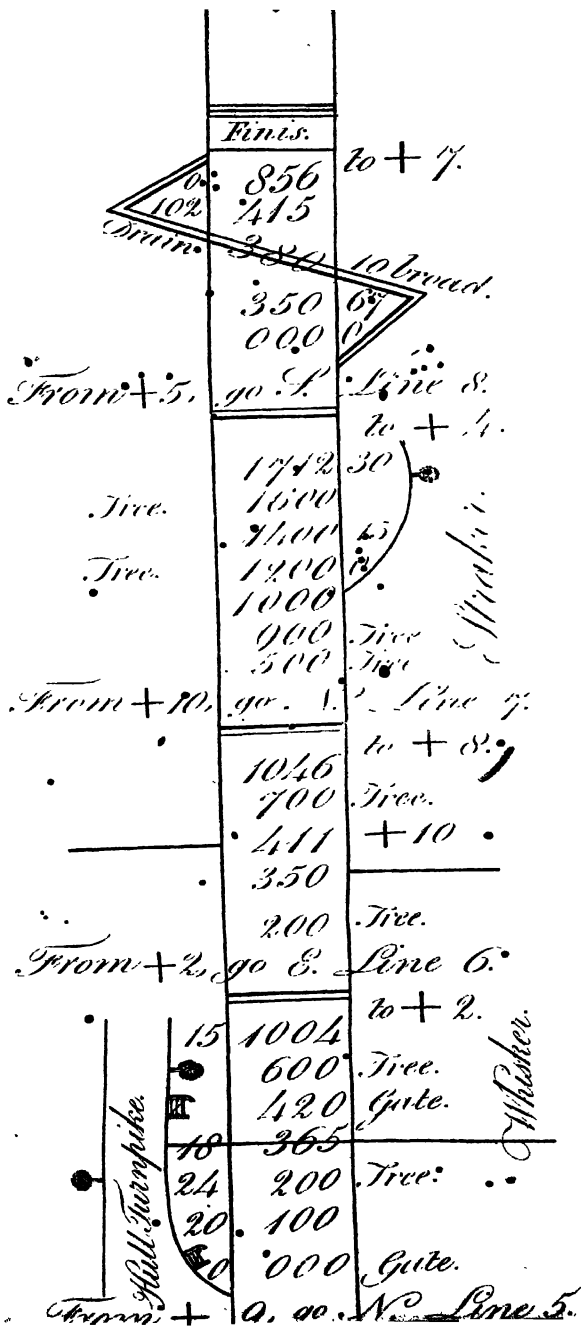 Finis.
856 to + 7.
0
102 415
Drain. 380 10 broad.
350 67
000 0
From + 5, go S. Line 8.
to + 4.
1712 30
Tree. 1600
1400 45
Tree. 1200 0
1000
900 Tree
500 Tree
Straker.
From + 10, go N. Line 7.
to + 8.
1046
700 Tree.
411 + 10
350
200 Tree.
From + 2, go E. Line 6.
to + 2.
15 1004
600 Tree.
420 Gate.
18 365
24 200 Tree.
20 100
0 000 Gate.
Hull Turnpike.
Whisker.
From + 9, go N. Line 5.